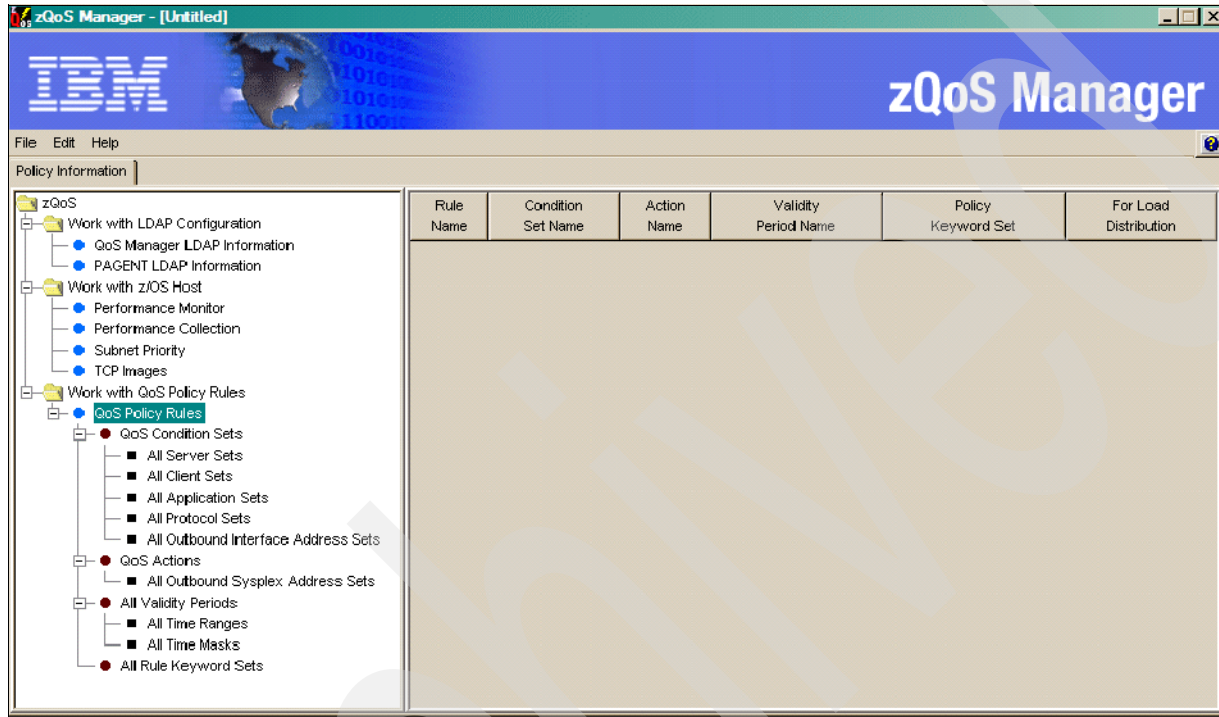 zQoS Manager - [Untitled]
IBM
zQoS Manager
File Edit Help
Policy Information
zQoS
Work with LDAP Configuration
QoS Manager LDAP Information
PAGENT LDAP Information
Work with z/OS Host
Performance Monitor
Performance Collection
Subnet Priority
TCP Images
Work with QoS Policy Rules
QoS Policy Rules
QoS Condition Sets
All Server Sets
All Client Sets
All Application Sets
All Protocol Sets
All Outbound Interface Address Sets
QoS Actions
All Outbound Sysplex Address Sets
All Validity Periods
All Time Ranges
All Time Masks
All Rule Keyword Sets
Rule Name
Condition Set Name
Action Name
Validity Period Name
Policy Keyword Set
For Load Distribution